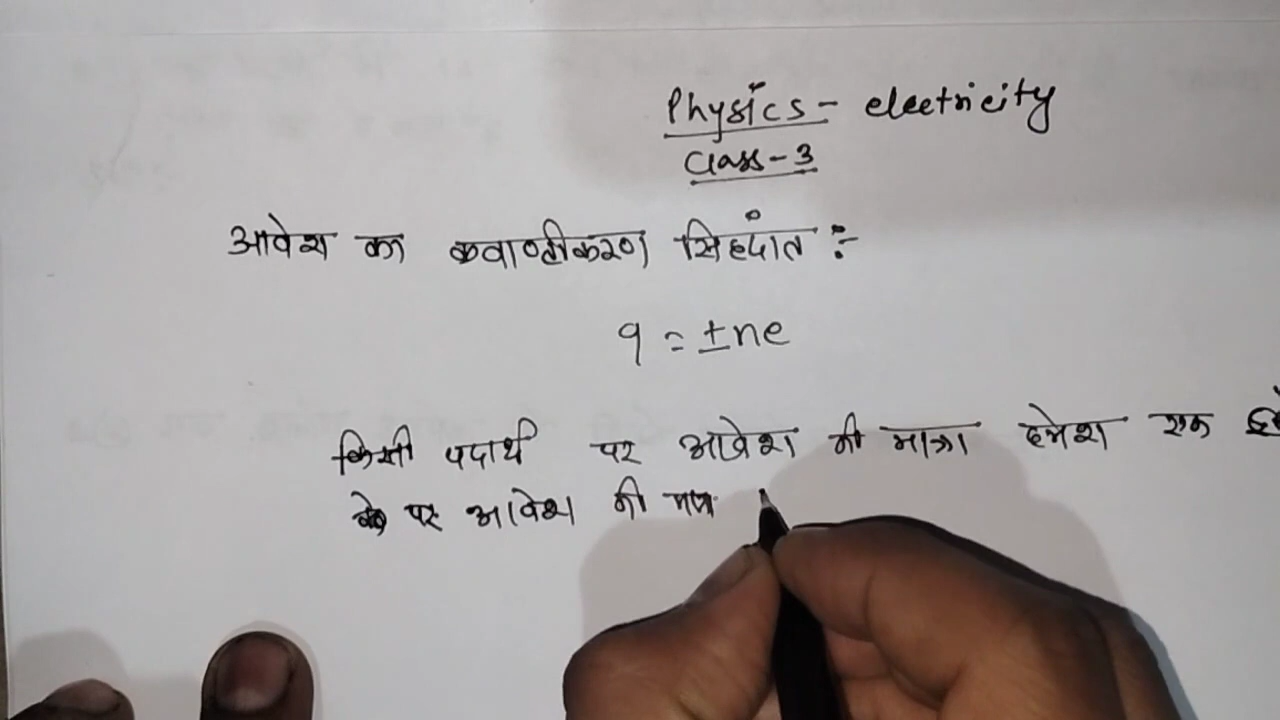 Physics - electricity
Class - 3
आवेश का क्वाण्टीकरण सिद्दांत :-
q = ±ne
किसी पदार्थ पर आवेश की मात्रा हमेशा एक
पर आवेश की